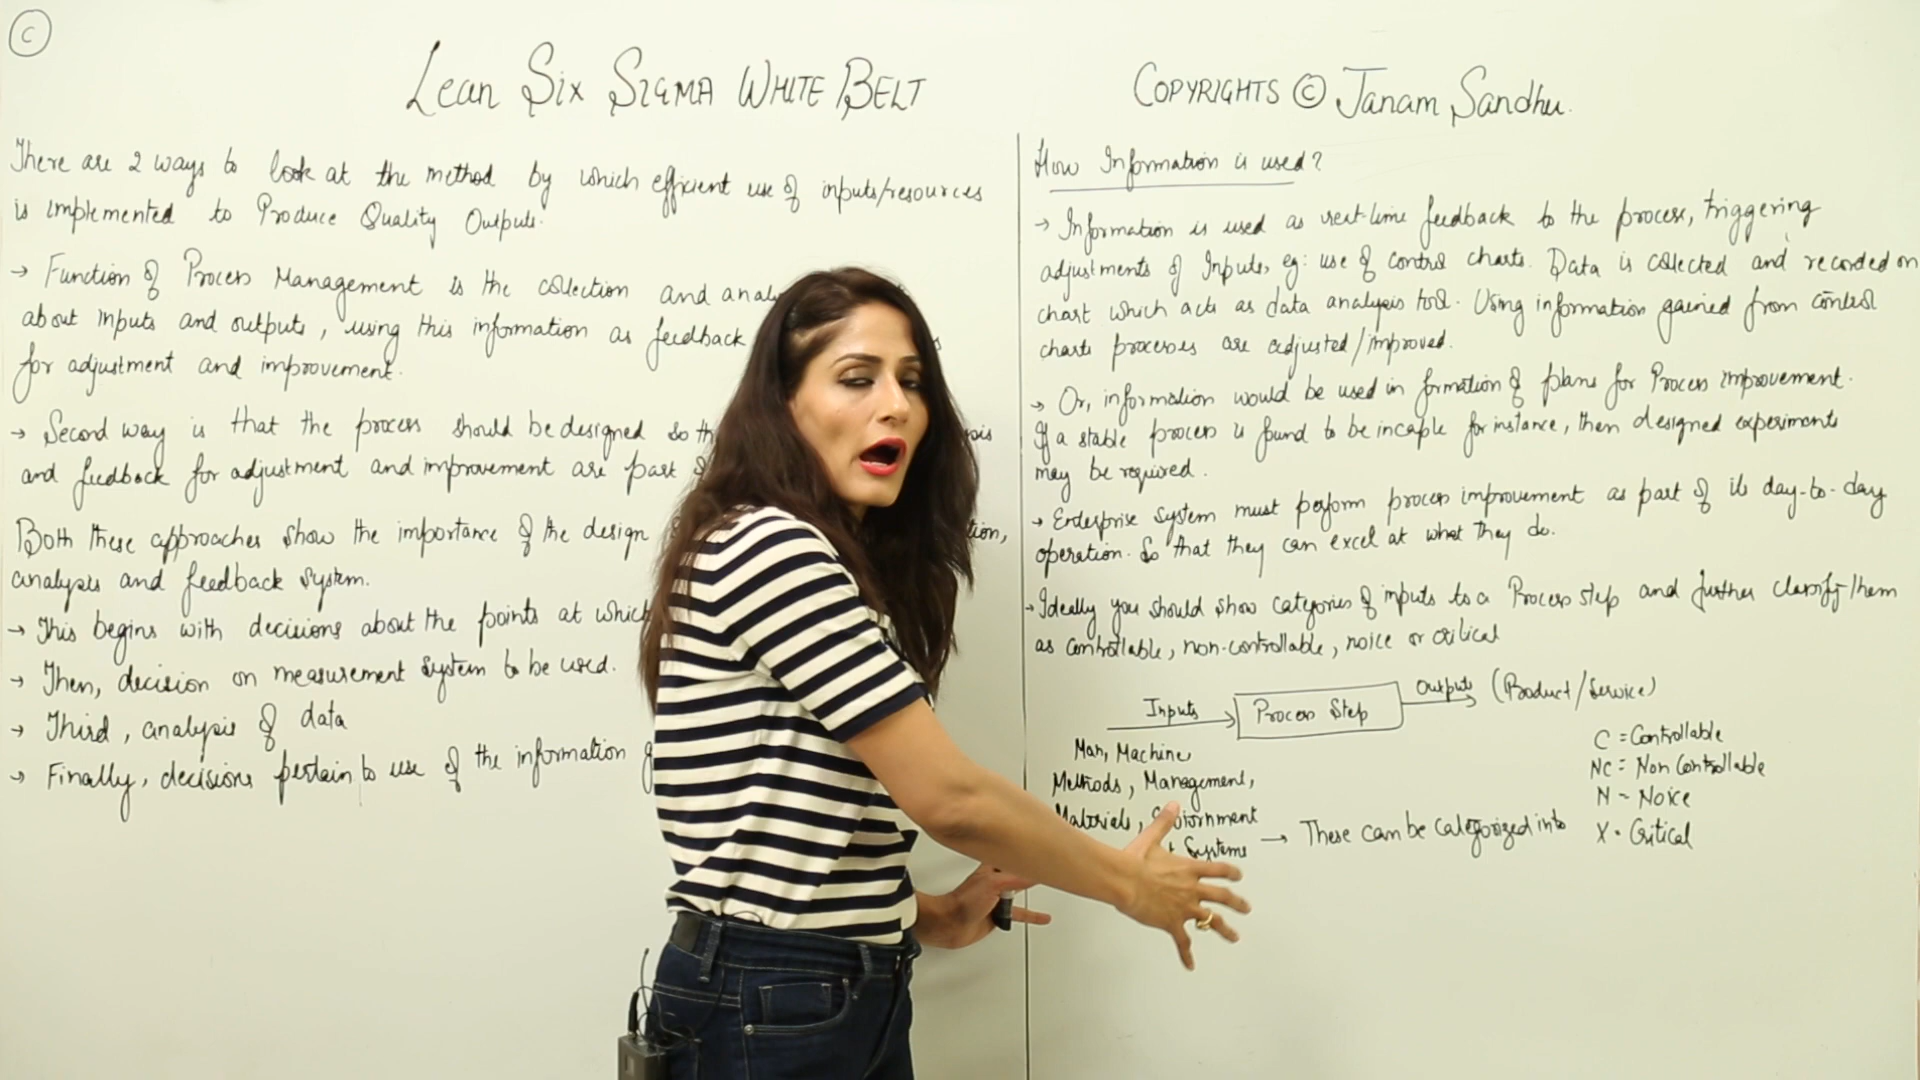 ©
Lean Six SIGMA WHITE BELT
COPYRIGHTS © Janam Sandhu.
There are 2 ways to look at the method by which efficient use of inputs/resources
is implemented to Produce Quality Outputs.
→ Function of Process Management is the collection and
about inputs and outputs, using this information as feedback
for adjustment and improvement.
→ Second way is that the process should be designed so
and feedback for adjustment and improvement are part
Both these approaches show the importance of the design
analysis and feedback system.
→ This begins with decisions about the points at which
→ Then, decision on measurement system to be used.
→ Third, analysis of data
→ Finally, decisions pertain to use of the information
How Information is used?
→ Information is used as real-time feedback to the process, triggering
adjustments of Inputs, eg: use of control charts. Data is collected and recorded on
chart which acts as data analysis tool. Using information gained from control
charts processes are adjusted/improved.
→ Or, information would be used in formation of plans for Process improvement.
If a stable process is found to be incaple for instance, then designed experiments
may be required.
→ Enterprise system must perform process improvement as part of its day-to-day
operation. So that they can excel at what they do.
→ Ideally you should show categories of inputs to a Process step and further classify them
as controllable, non-controllable, noice or critical
Inputs
Process Step
Outputs (Product/Service)
Man, Machine
Methods, Management,
Materials,
Systems → These can be categorized into
C = Controllable
NC = Non Controllable
N - Noice
X - Critical